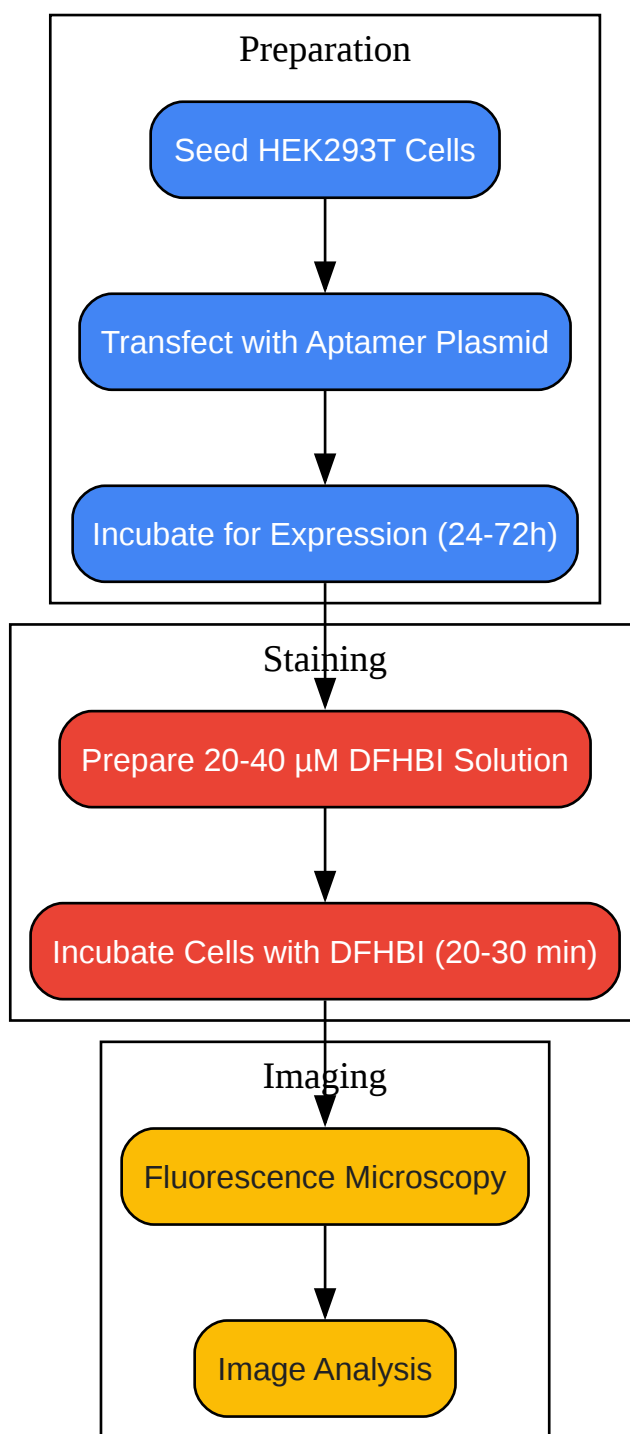 Preparation
Seed HEK293T Cells
Transfect with Aptamer Plasmid
Incubate for Expression (24-72h)
Staining
Prepare 20-40 µM DFHBI Solution
Incubate Cells with DFHBI (20-30 min)
Imaging
Fluorescence Microscopy
Image Analysis